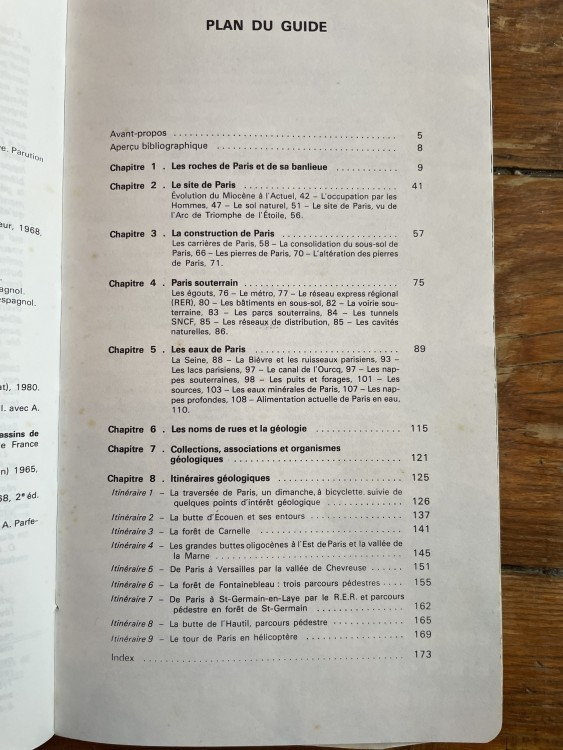 e. Parution
eur, 1968,
agnol.
spagnol.
at), 1980.
l. avec A.
assins de
e France
n) 1965,
68, 2e éd.
A. Parfe-
PLAN DU GUIDE
Avant-propos .......... 5
Aperçu bibliographique .......... 8
Chapitre 1 . Les roches de Paris et de sa banlieue .......... 9
Chapitre 2 . Le site de Paris .......... 41
Évolution du Miocène à l'Actuel, 42 – L'occupation par les
Hommes, 47 – Le sol naturel, 51 – Le site de Paris, vu de
l'Arc de Triomphe de l'Étoile, 56.
Chapitre 3 . La construction de Paris .......... 57
Les carrières de Paris, 58 – La consolidation du sous-sol de
Paris, 66 – Les pierres de Paris, 70 – L'altération des pierres
de Paris, 71.
Chapitre 4 . Paris souterrain .......... 75
Les égouts, 76 – Le métro, 77 – Le réseau express régional
(RER), 80 – Les bâtiments en sous-sol, 82 – La voirie sou-
terraine, 83 – Les parcs souterrains, 84 – Les tunnels
SNCF, 85 – Les réseaux de distribution, 85 – Les cavités
naturelles, 86.
Chapitre 5 . Les eaux de Paris .......... 89
La Seine, 88 – La Bièvre et les ruisseaux parisiens, 93 –
Les lacs parisiens, 97 – Le canal de l'Ourcq, 97 – Les nap-
pes souterraines, 98 – Les puits et forages, 101 – Les
sources, 103 – Les eaux minérales de Paris, 107 – Les nap-
pes profondes, 108 – Alimentation actuelle de Paris en eau,
110.
Chapitre 6 . Les noms de rues et la géologie .......... 115
Chapitre 7 . Collections, associations et organismes
géologiques .......... 121
Chapitre 8 . Itinéraires géologiques .......... 125
Itinéraire 1 – La traversée de Paris, un dimanche, à bicyclette, suivie de
quelques points d'intérêt géologique .......... 126
Itinéraire 2 – La butte d'Écouen et ses entours .......... 137
Itinéraire 3 – La forêt de Carnelle .......... 141
Itinéraire 4 – Les grandes buttes oligocènes à l'Est de Paris et la vallée de
la Marne .......... 145
Itinéraire 5 – De Paris à Versailles par la vallée de Chevreuse .......... 151
Itinéraire 6 – La forêt de Fontainebleau : trois parcours pédestres .... 155
Itinéraire 7 – De Paris à St-Germain-en-Laye par le R.E.R. et parcours
pédestre en forêt de St-Germain .......... 162
Itinéraire 8 – La butte de l'Hautil, parcours pédestre .......... 165
Itinéraire 9 – Le tour de Paris en hélicoptère .......... 169
Index .......... 173